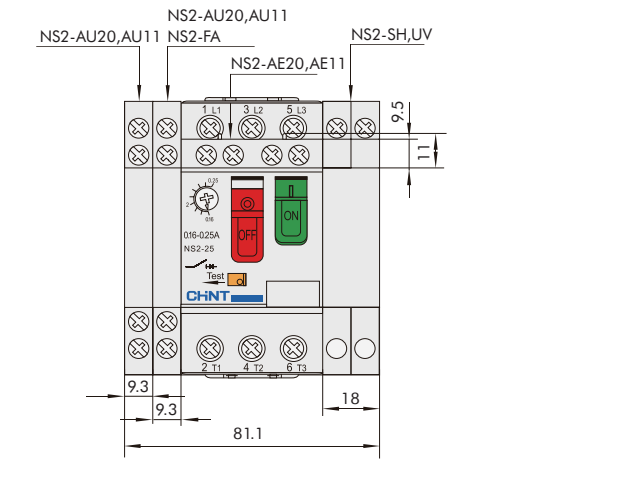 NS2-AU20,AU11
NS2-AU20,AU11
NS2-FA
NS2-SH,UV
NS2-AE20,AE11
9.5
11
1 L1
3 L2
5 L3
0.25
2
0.16
0.16-0.25A
NS2-25
OFF
ON
Test
CHINT
2 T1
4 T2
6 T3
9.3
9.3
18
81.1